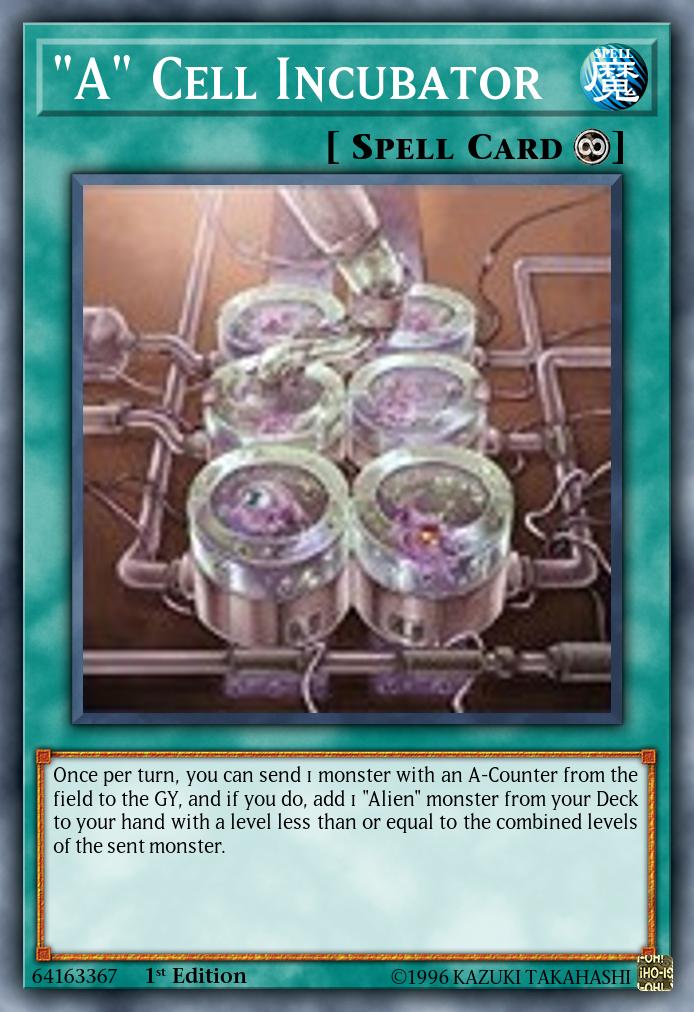 "A" Cell Incubator
SPELL
魔
[ Spell Card ]
Once per turn, you can send 1 monster with an A-Counter from the
field to the GY, and if you do, add 1 "Alien" monster from your Deck
to your hand with a level less than or equal to the combined levels
of the sent monster.
64163367 1st Edition ©1996 KAZUKI TAKAHASHI